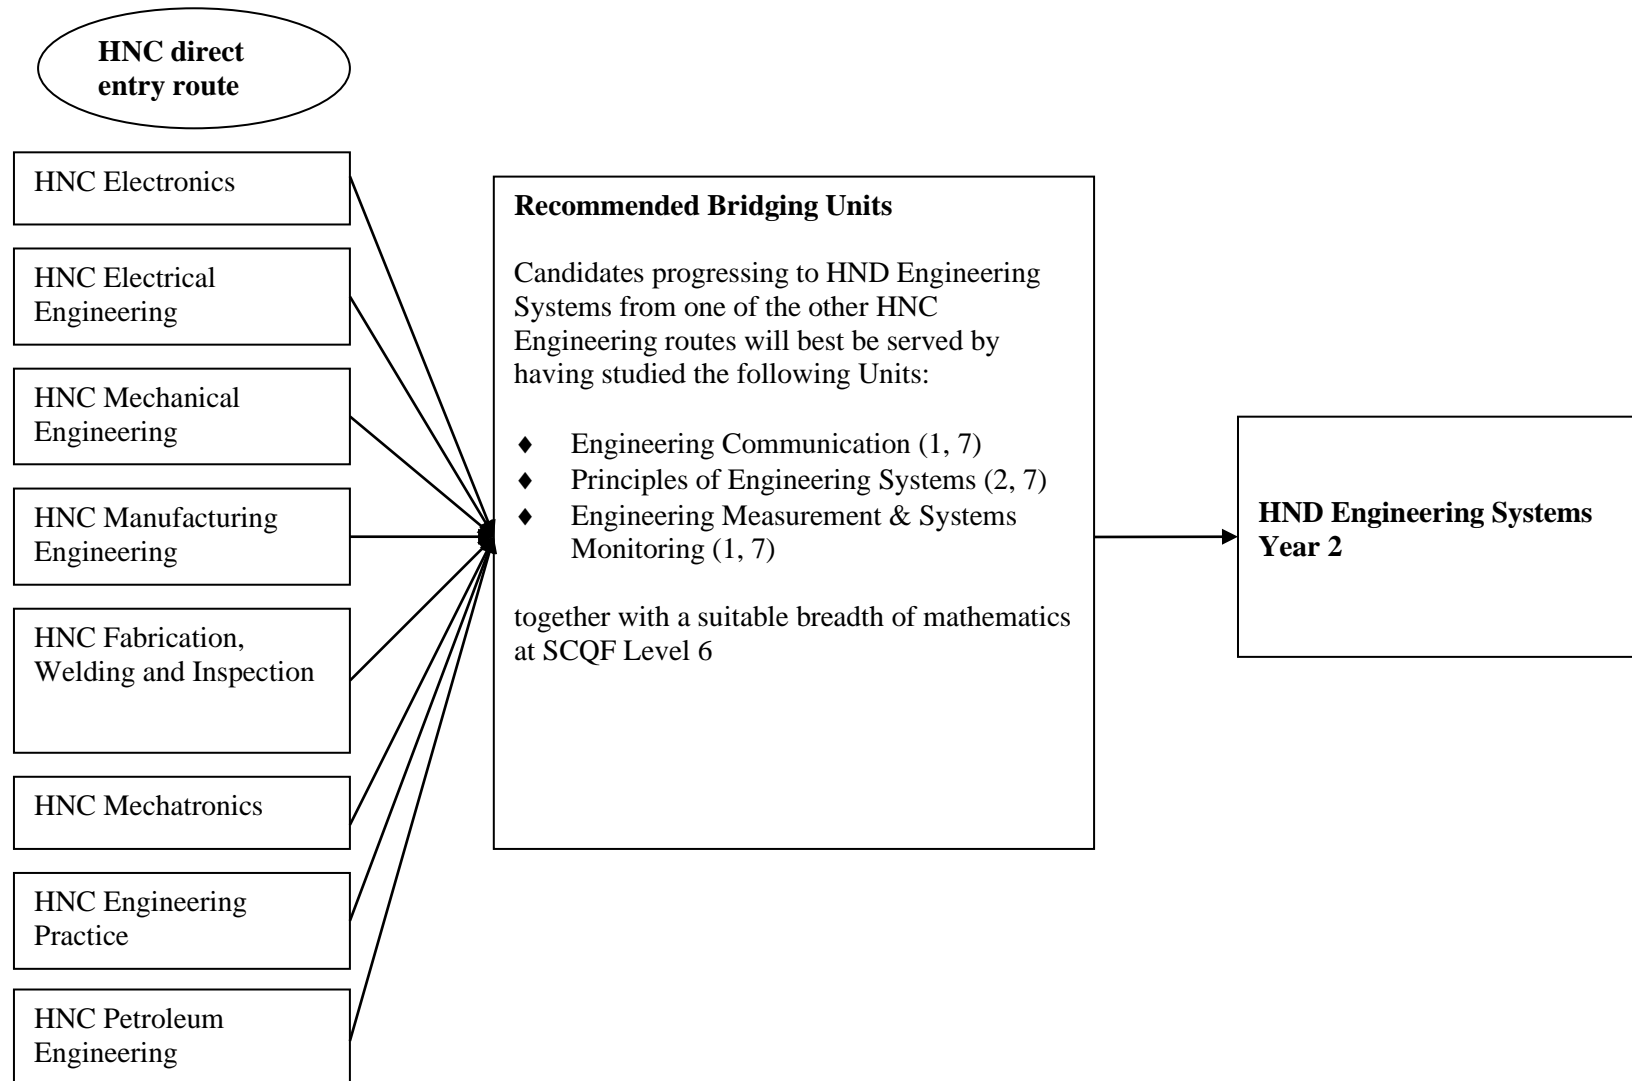 HNC direct
entry route
HNC Electronics
HNC Electrical
Engineering
HNC Mechanical
Engineering
HNC Manufacturing
Engineering
HNC Fabrication,
Welding and Inspection
HNC Mechatronics
HNC Engineering
Practice
HNC Petroleum
Engineering
Recommended Bridging Units
Candidates progressing to HND Engineering
Systems from one of the other HNC
Engineering routes will best be served by
having studied the following Units:
♦ Engineering Communication (1, 7)
♦ Principles of Engineering Systems (2, 7)
♦ Engineering Measurement & Systems
Monitoring (1, 7)
together with a suitable breadth of mathematics
at SCQF Level 6
HND Engineering Systems
Year 2